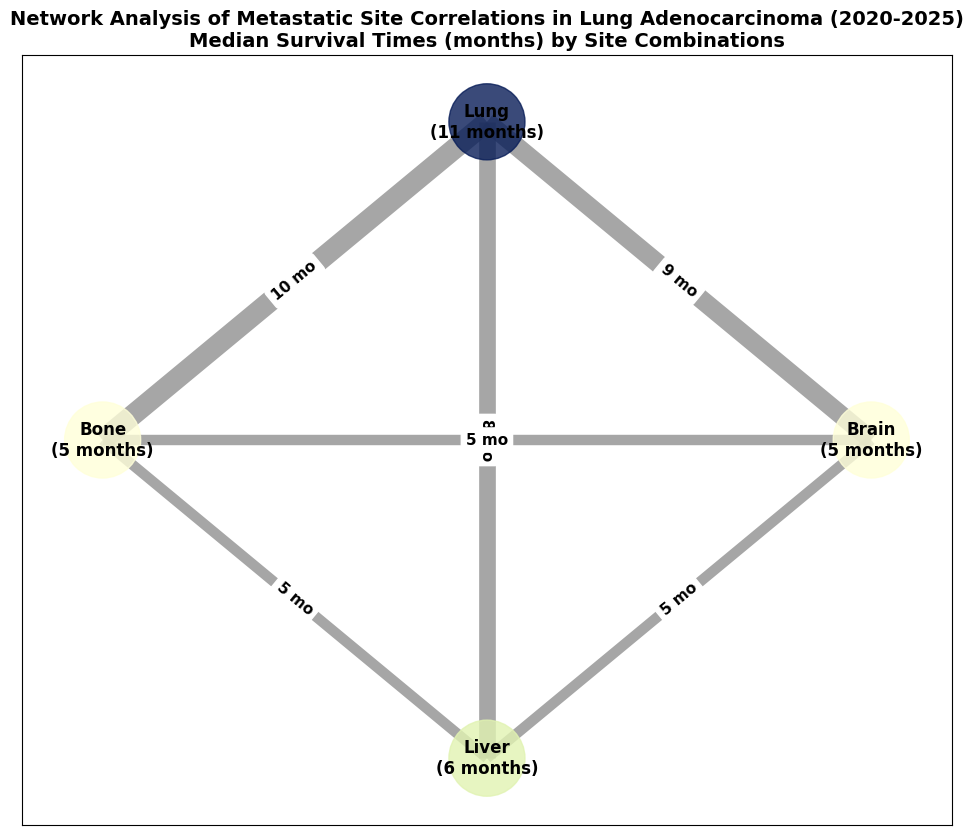 Network Analysis of Metastatic Site Correlations in Lung Adenocarcinoma (2020-2025)
Median Survival Times (months) by Site Combinations
Lung
(11 months)
10 mo
9 mo
Bone
(5 months)
5 mo
Brain
(5 months)
5 mo
5 mo
Liver
(6 months)